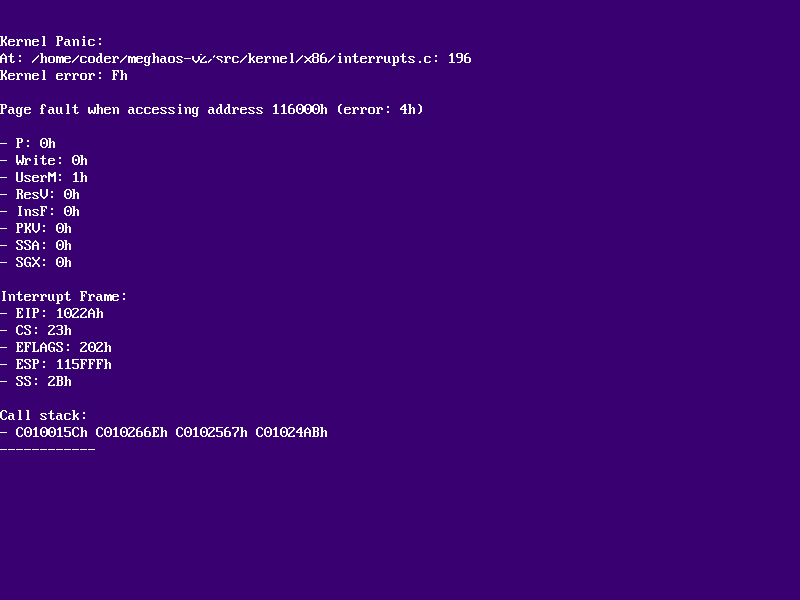 Kernel Panic:
At: /home/coder/meghaos-v2/src/kernel/x86/interrupts.c: 196
Kernel error: Fh
Page fault when accessing address 116000h (error: 4h)
- P: 0h
- Write: 0h
- UserM: 1h
- ResV: 0h
- InsF: 0h
- PKV: 0h
- SSA: 0h
- SGX: 0h
Interrupt Frame:
- EIP: 1022Ah
- CS: 23h
- EFLAGS: 202h
- ESP: 115FFFh
- SS: 2Bh
Call stack:
- C010015Ch C010266Eh C0102567h C01024ABh
------------